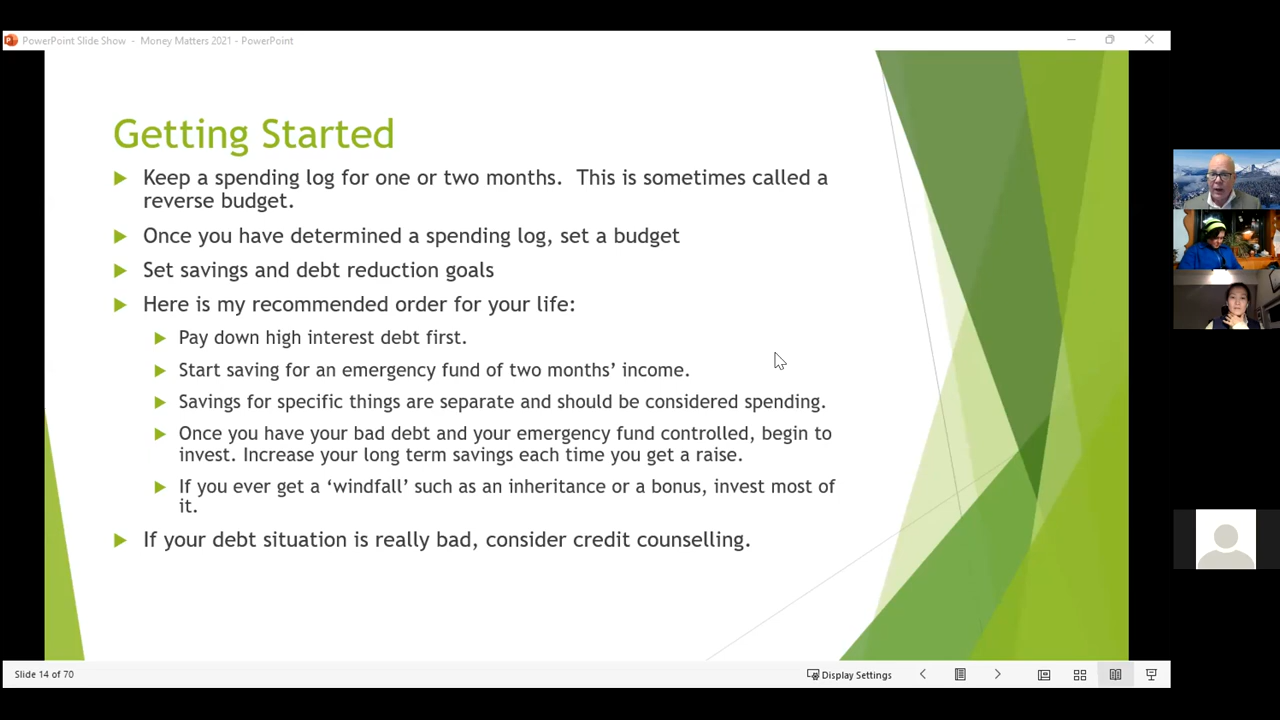 PowerPoint Slide Show - Money Matters 2021 - PowerPoint
Getting Started
Keep a spending log for one or two months.  This is sometimes called a
reverse budget.
Once you have determined a spending log, set a budget
Set savings and debt reduction goals
Here is my recommended order for your life:
Pay down high interest debt first.
Start saving for an emergency fund of two months’ income.
Savings for specific things are separate and should be considered spending.
Once you have your bad debt and your emergency fund controlled, begin to
invest. Increase your long term savings each time you get a raise.
If you ever get a ‘windfall’ such as an inheritance or a bonus, invest most of
it.
If your debt situation is really bad, consider credit counselling.
Slide 14 of 70
Display Settings